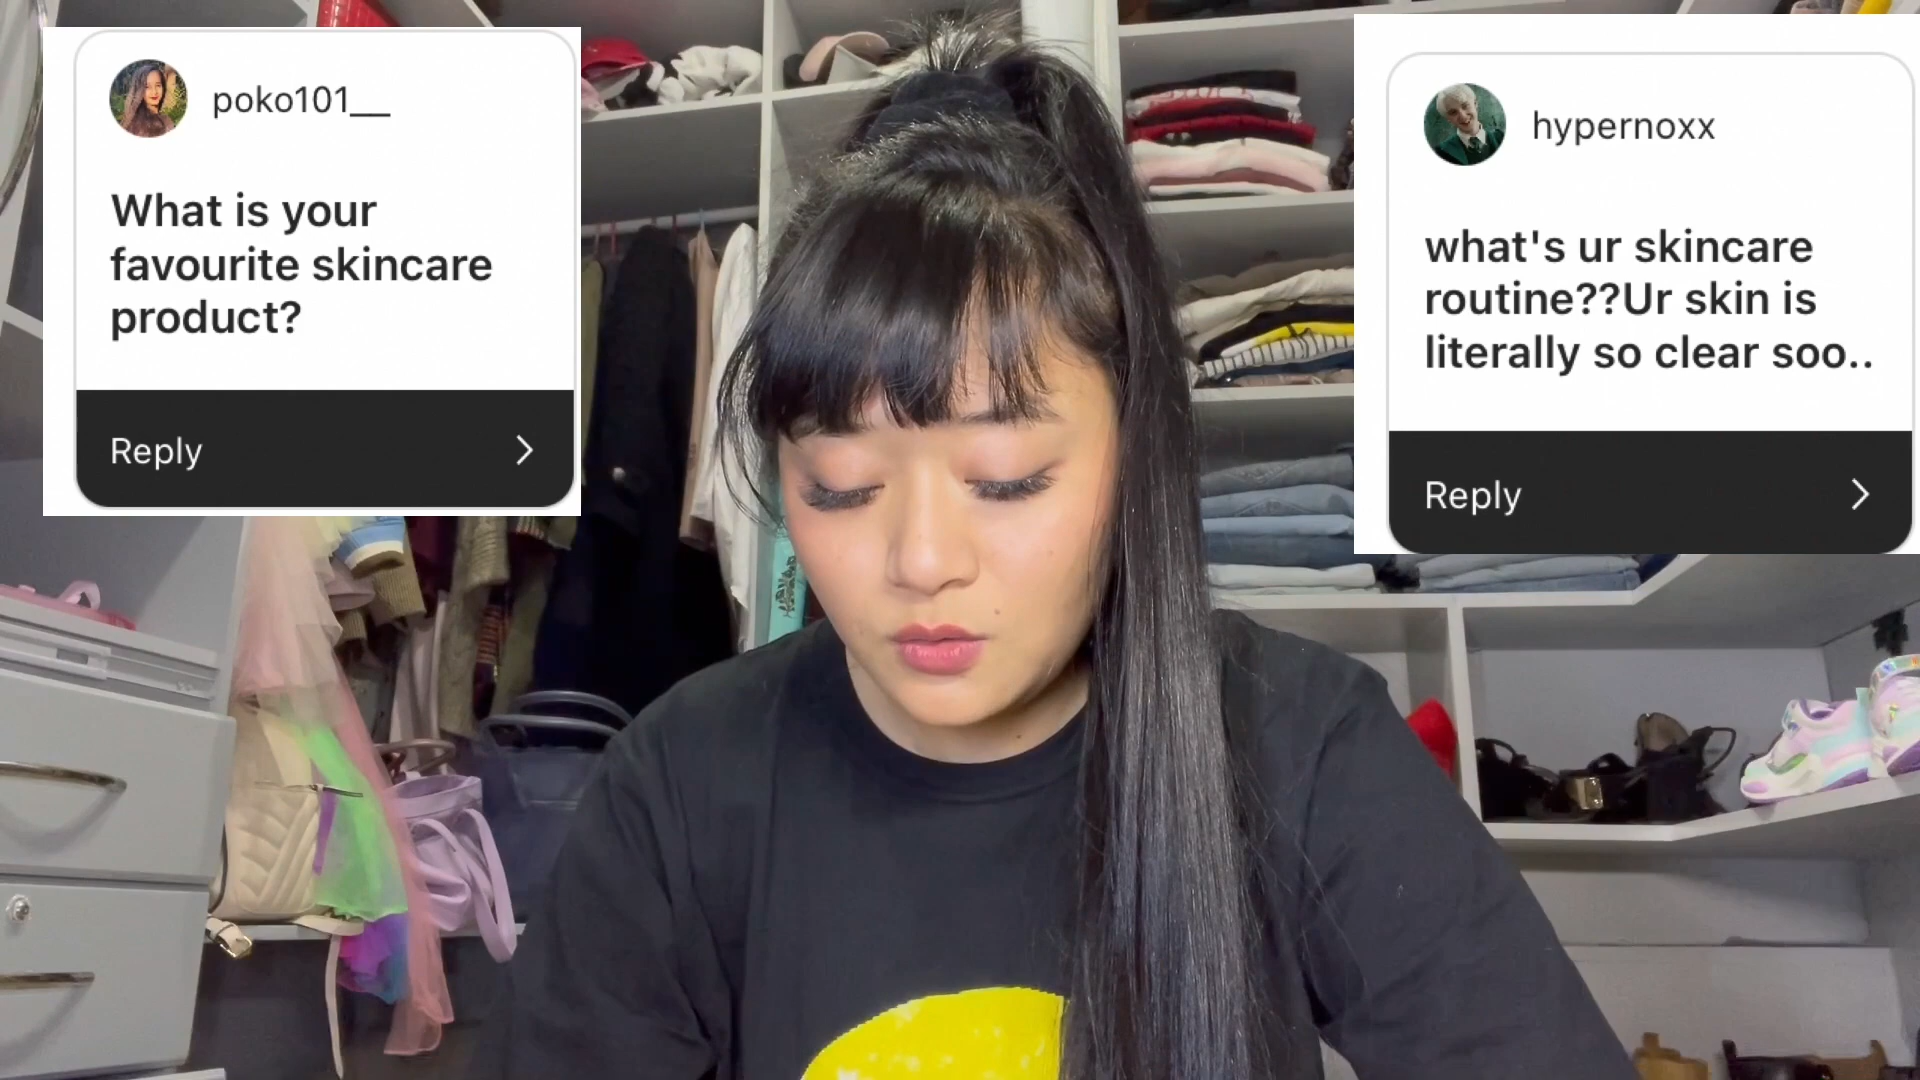 poko101__
What is your
favourite skincare
product?
Reply
hypernoxx
what's ur skincare
routine??Ur skin is
literally so clear soo..
Reply